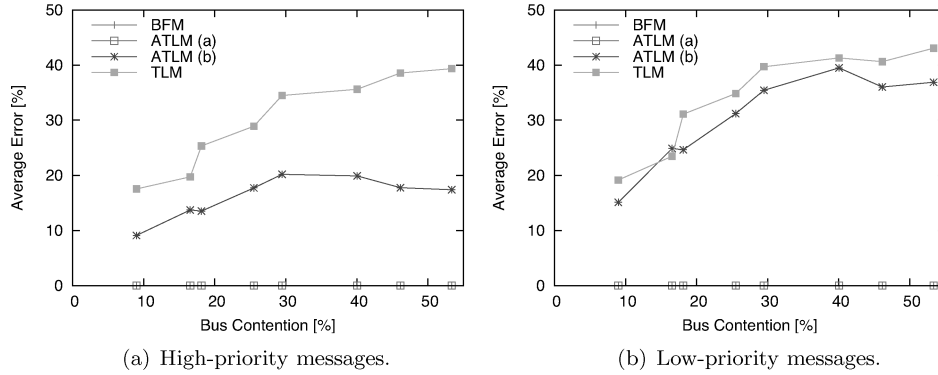 50
40
30
20
10
0
Average Error [%]
BFM
ATLM (a)
ATLM (b)
TLM
0 10 20 30 40 50
Bus Contention [%]
(a) High-priority messages.
50
40
30
20
10
0
Average Error [%]
BFM
ATLM (a)
ATLM (b)
TLM
0 10 20 30 40 50
Bus Contention [%]
(b) Low-priority messages.